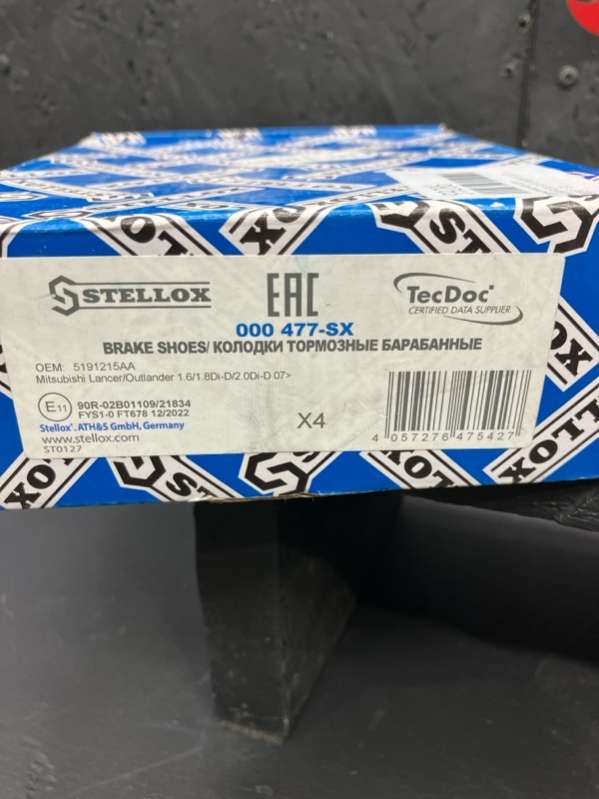 STELLOX
EAC
TecDoc®
CERTIFIED DATA SUPPLIER
000 477-SX
BRAKE SHOES/ КОЛОДКИ ТОРМОЗНЫЕ БАРАБАННЫЕ
OEM: 5191215AA
Mitsubishi Lancer/Outlander 1.6/1.8Di-D/2.0Di-D 07>
E11 90R-02B01109/21834
FYS1-0 FT678 12/2022
Stellox®, ATH&S GmbH, Germany
www.stellox.com
ST0127
X4
4 057276 475427